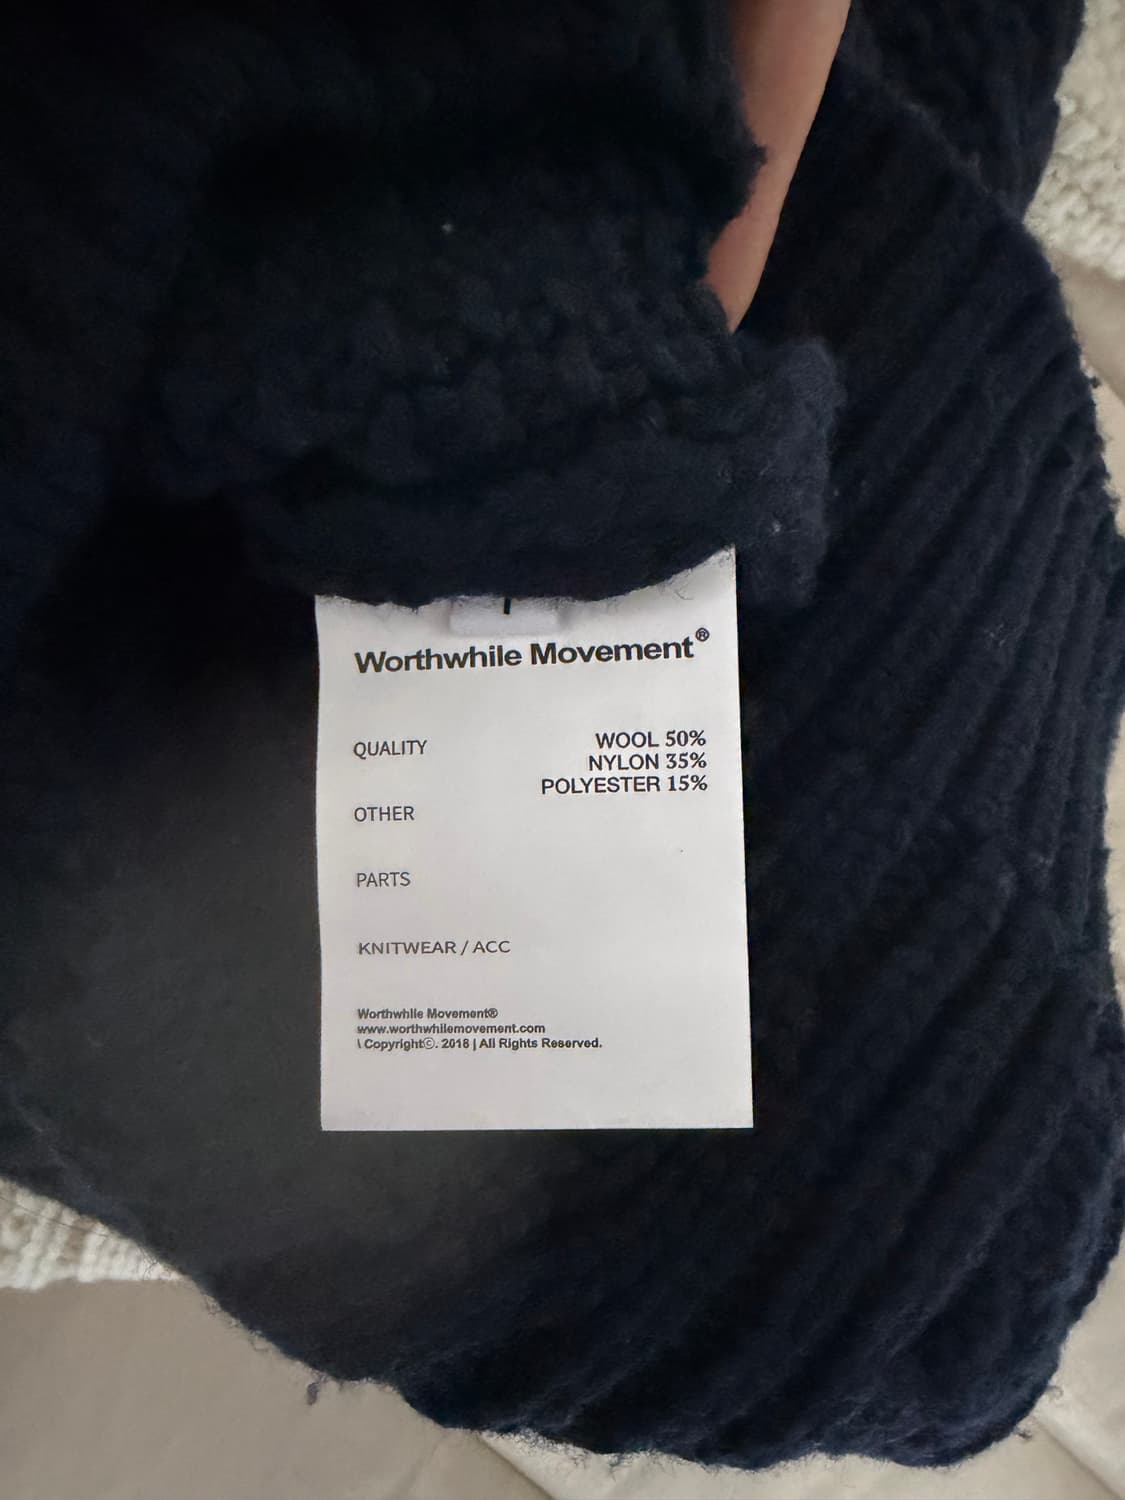 Worthwhile Movement®
QUALITY
WOOL 50%
NYLON 35%
POLYESTER 15%
OTHER
PARTS
KNITWEAR / ACC
Worthwhile Movement®
www.worthwhilemovement.com
\ Copyrightⓒ. 2018 | All Rights Reserved.